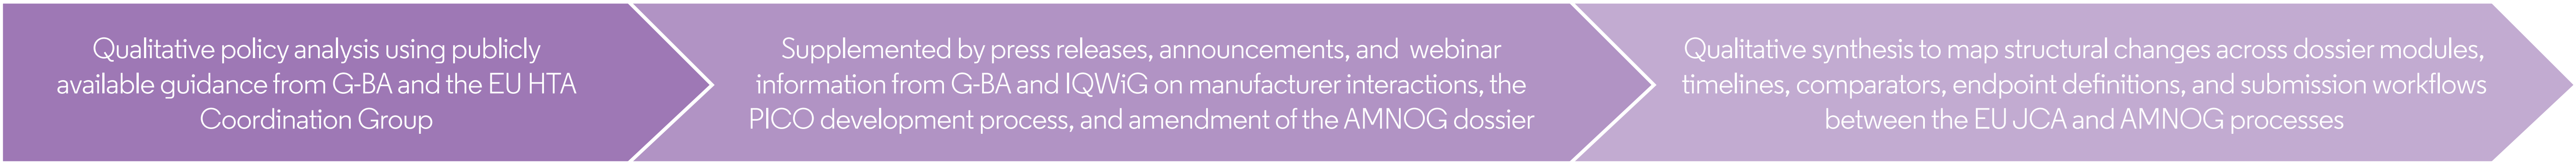 Qualitative policy analysis using publicly
available guidance from G-BA and the EU HTA
Coordination Group
Supplemented by press releases, announcements, and webinar
information from G-BA and IQWiG on manufacturer interactions, the
PICO development process, and amendment of the AMNOG dossier
Qualitative synthesis to map structural changes across dossier modules,
timelines, comparators, endpoint definitions, and submission workflows
between the EU JCA and AMNOG processes